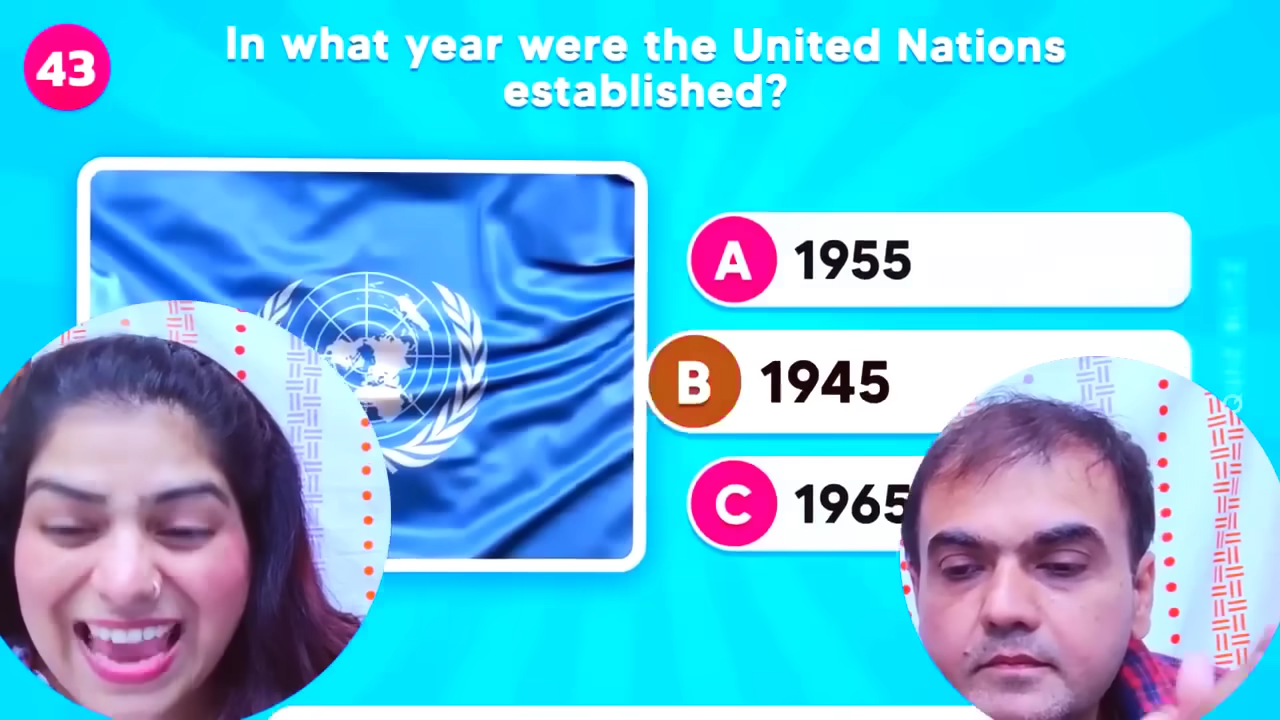 43
In what year were the United Nations
established?
A 1955
B 1945
C 1965